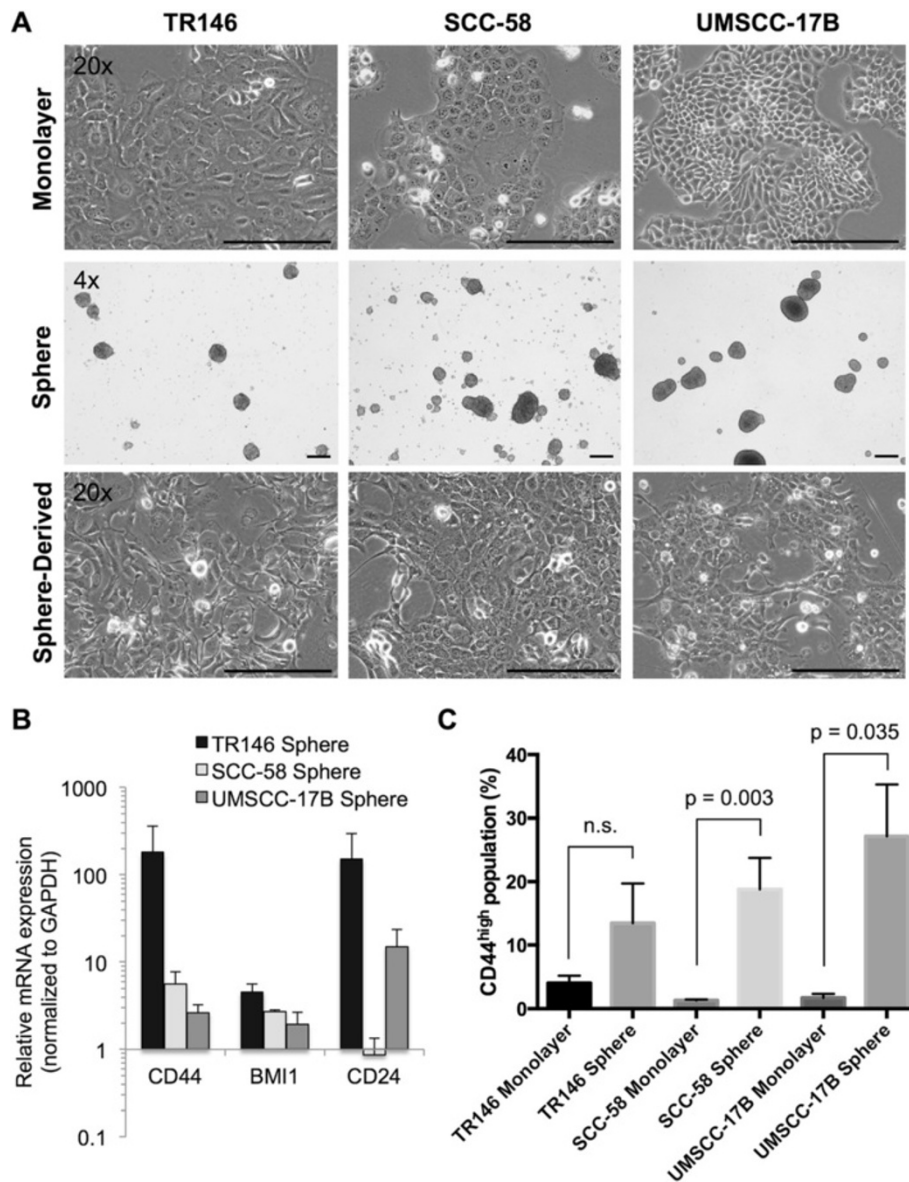 A
TR146
SCC-58
UMSCC-17B
Monolayer
20x
Sphere
4x
Sphere-Derived
20x
B
TR146 Sphere
SCC-58 Sphere
UMSCC-17B Sphere
Relative mRNA expression
(normalized to GAPDH)
1000
100
10
1
0.1
CD44
BMI1
CD24
C
CD44high population (%)
40
30
20
10
0
n.s.
p = 0.003
p = 0.035
TR146 Monolayer
TR146 Sphere
SCC-58 Monolayer
SCC-58 Sphere
UMSCC-17B Monolayer
UMSCC-17B Sphere